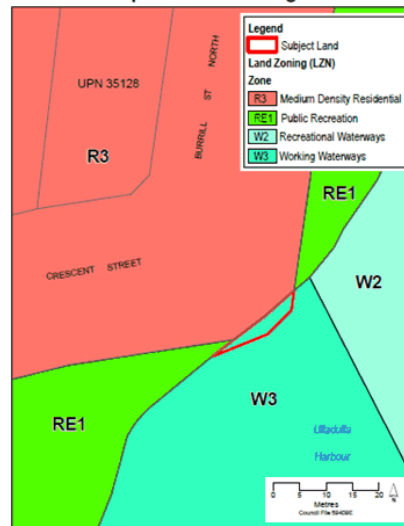 Legend
Subject Land
Land Zoning (LZN)
Zone
R3 Medium Density Residential
RE1 Public Recreation
W2 Recreational Waterways
W3 Working Waterways
UPN 35128
R3
BURRILL ST NORTH
RE1
CRESCENT STREET
W2
W3
RE1
Ulladulla
Harbour
0 5 10 15 20
Metres